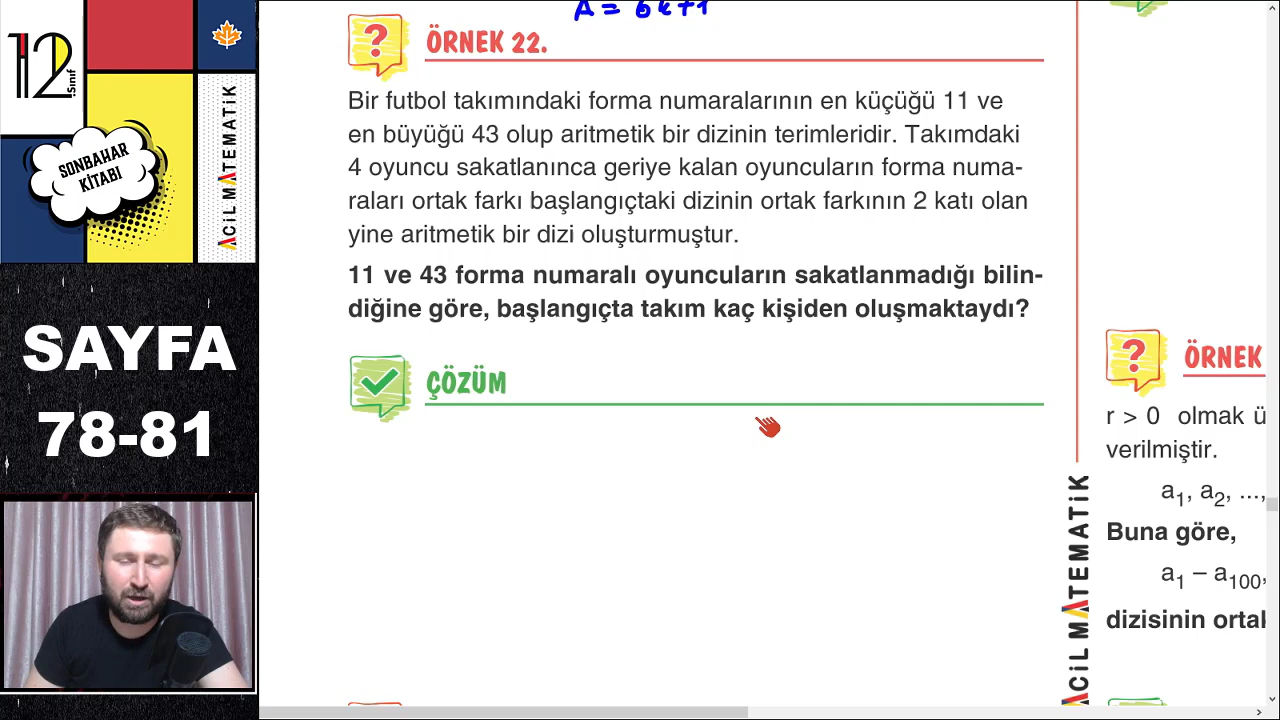 12
.Sınıf
SONBAHAR
KİTABI
ACİL MATEMATİK
SAYFA
78-81
A = 6k+1
ÖRNEK 22.
Bir futbol takımındaki forma numaralarının en küçüğü 11 ve
en büyüğü 43 olup aritmetik bir dizinin terimleridir. Takımdaki
4 oyuncu sakatlanınca geriye kalan oyuncuların forma numa-
raları ortak farkı başlangıçtaki dizinin ortak farkının 2 katı olan
yine aritmetik bir dizi oluşturmuştur.
11 ve 43 forma numaralı oyuncuların sakatlanmadığı bilin-
diğine göre, başlangıçta takım kaç kişiden oluşmaktaydı?
ÇÖZÜM
ACİL MATEMATİK
ÖRNEK
r > 0 olmak ü
verilmiştir.
a1, a2, ...,
Buna göre,
a1 – a100,
dizisinin ortak